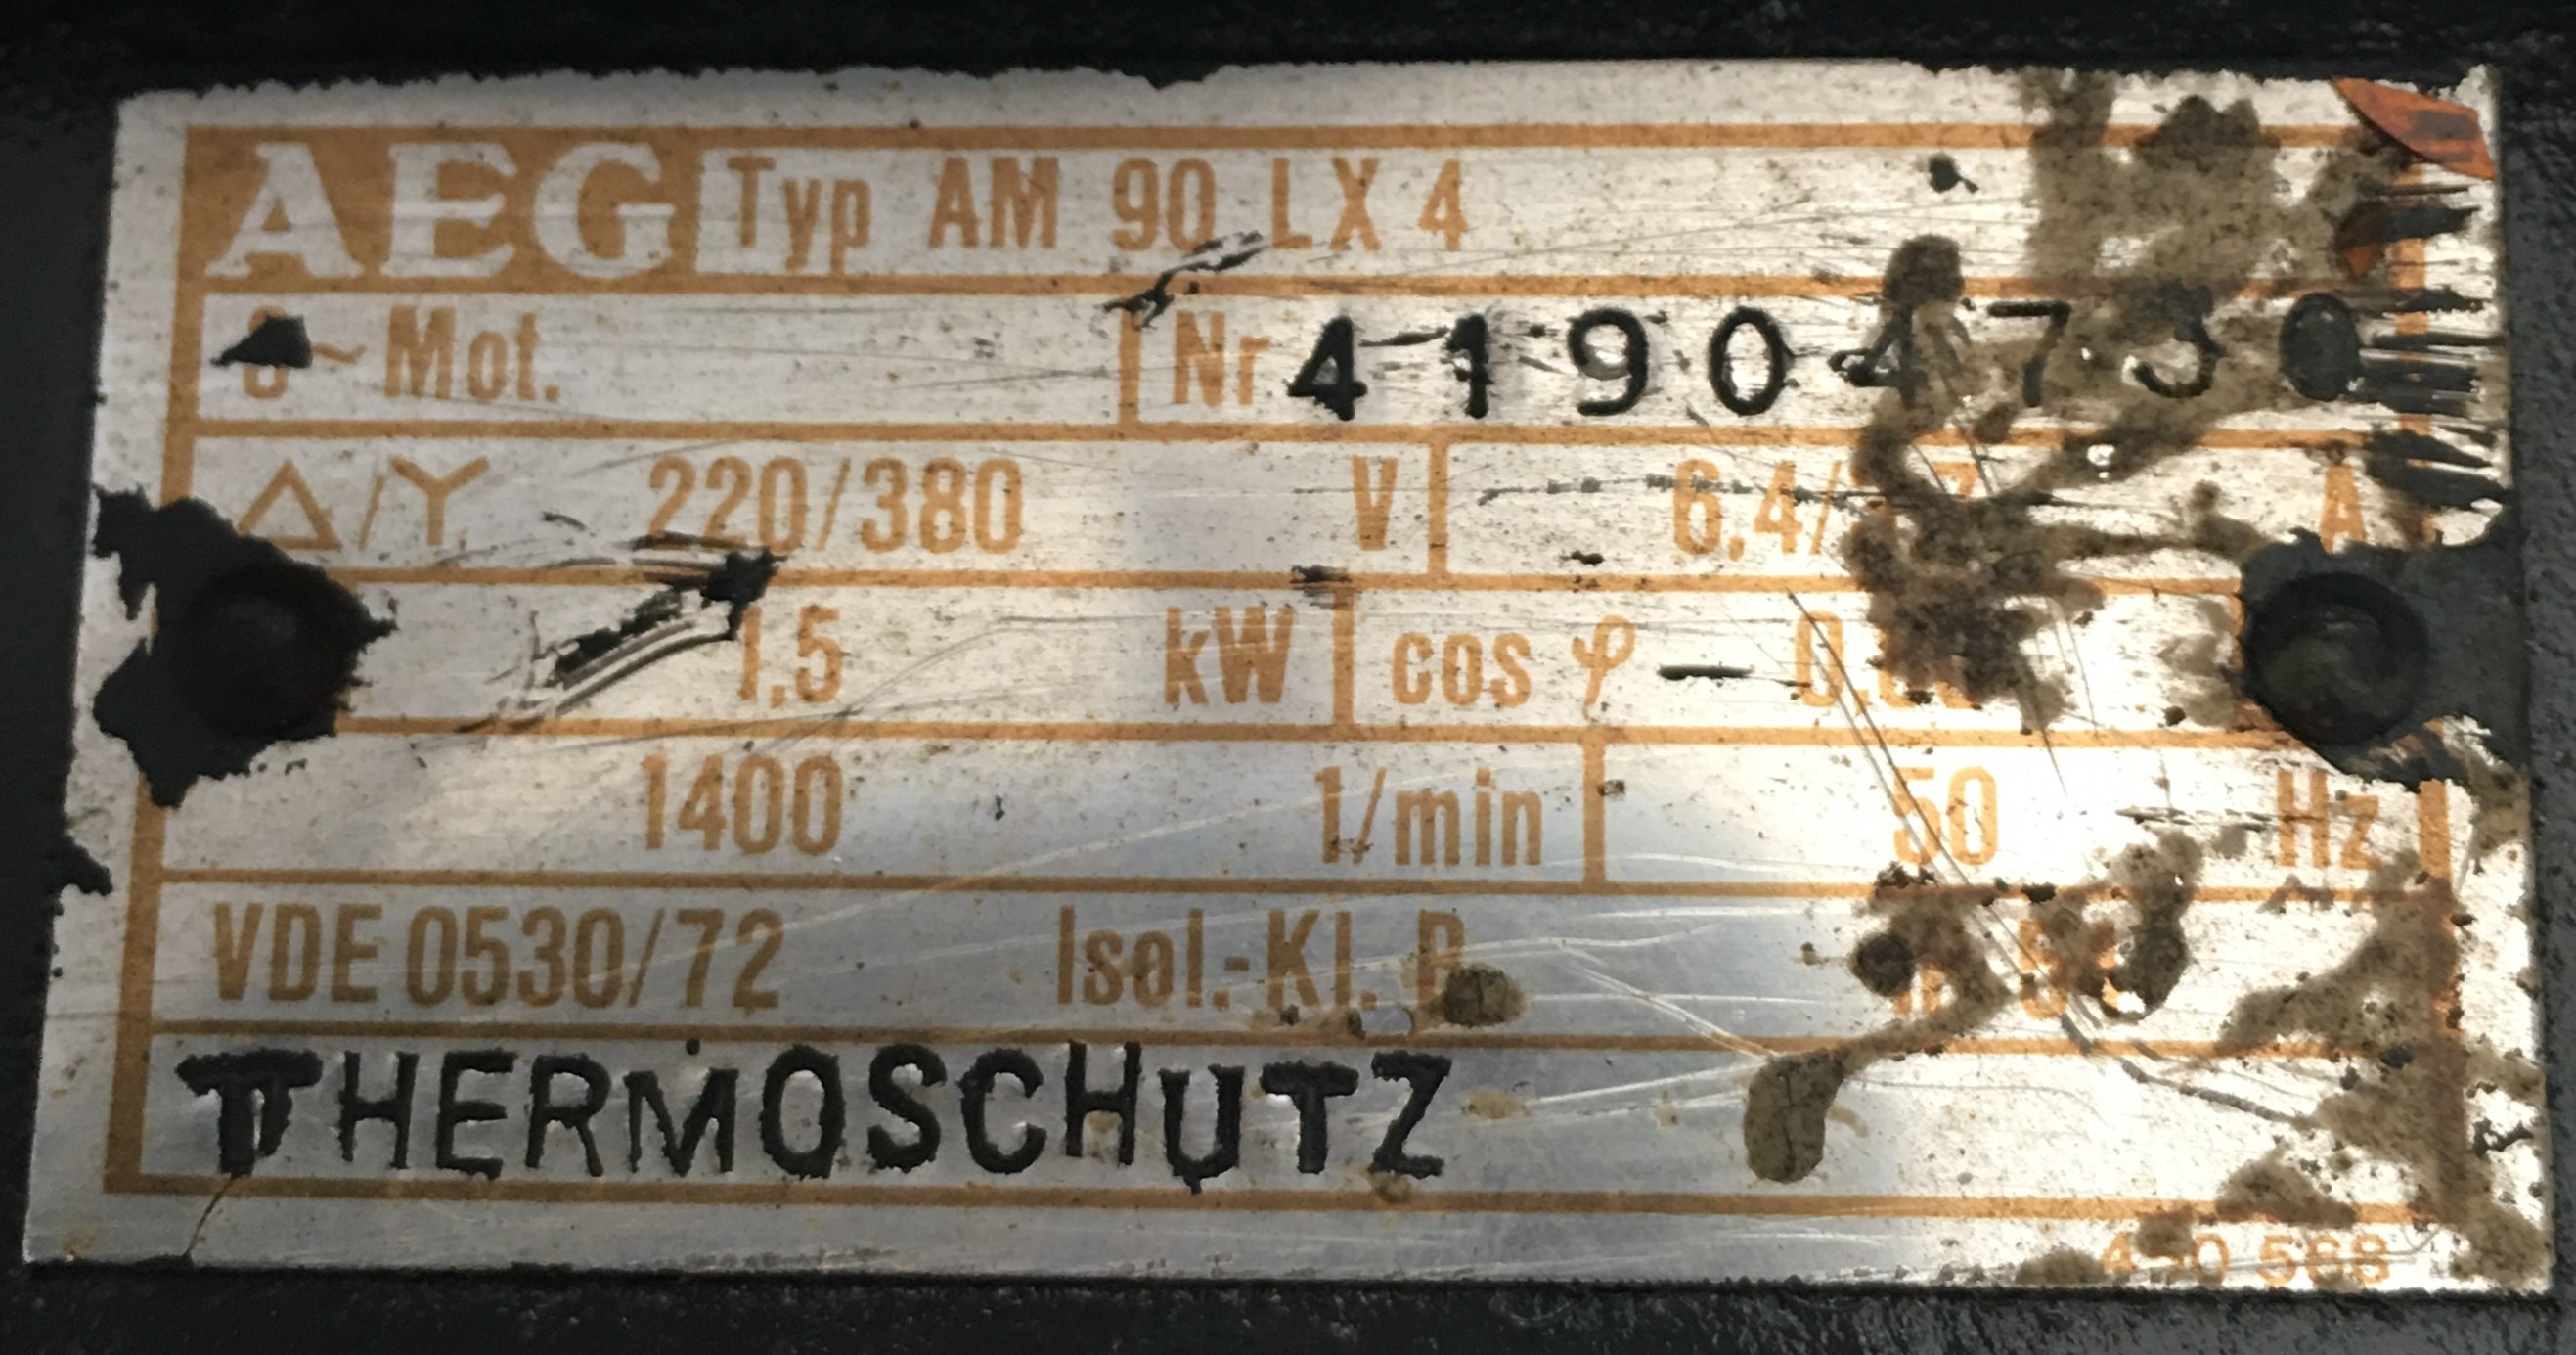 AEG Typ AM 90 LX 4
~ Mot. Nr
Δ/Y 220/380 V A
1,5 kW cos φ
1400 1/min 50 Hz
VDE 0530/72 Isol.-Kl. B
THERMOSCHUTZ